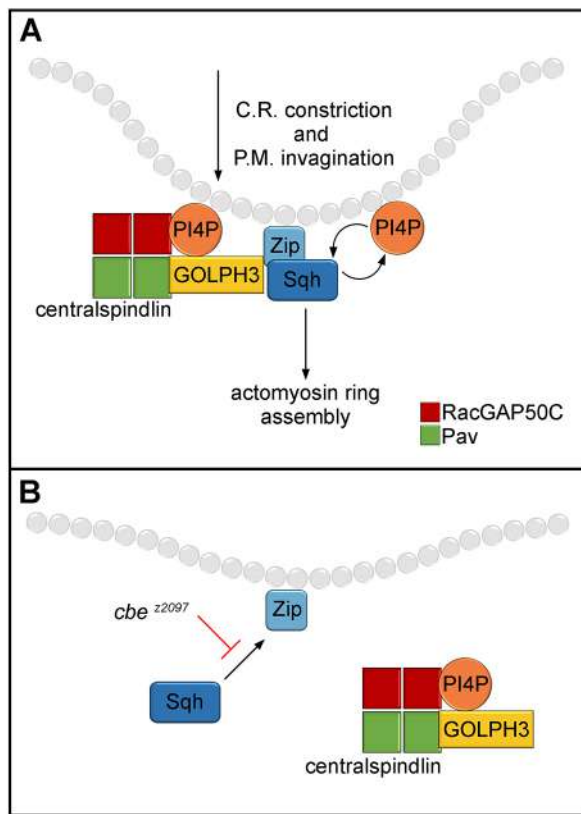 A
C.R. constriction
and
P.M. invagination
PI4P
PI4P
Zip
GOLPH3
Sqh
centralspindlin
actomyosin ring
assembly
RacGAP50C
Pav
B
cbe z2097
Zip
Sqh
PI4P
GOLPH3
centralspindlin